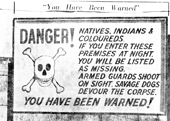 "You Have Been Warned"
DANGER!
NATIVES, INDIANS &
COLOUREDS.
IF YOU ENTER THESE
PREMISES AT NIGHT,
YOU WILL BE LISTED
AS MISSING.
ARMED GUARDS SHOOT
ON SIGHT. SAVAGE DOGS
DEVOUR THE CORPSE.
YOU HAVE BEEN WARNED!